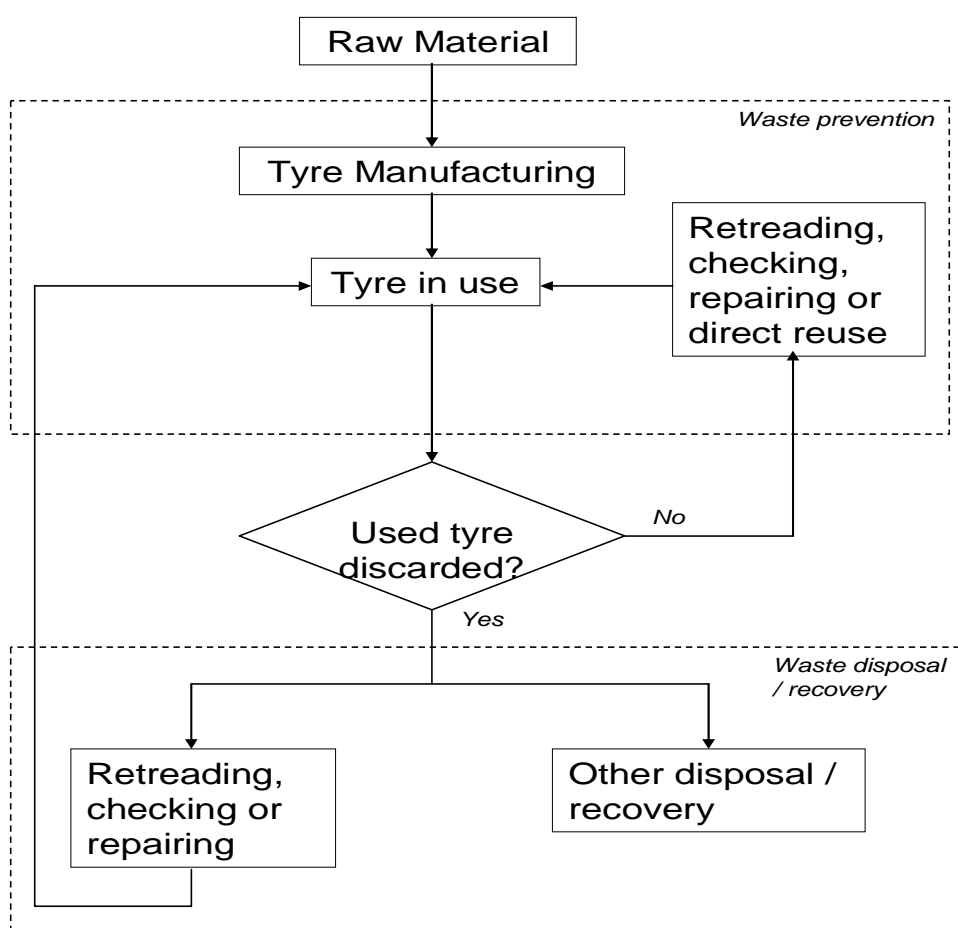 Raw Material
Waste prevention
Tyre Manufacturing
Retreading,
checking,
repairing or
direct reuse
Tyre in use
Used tyre
discarded?
No
Yes
Waste disposal
/ recovery
Retreading,
checking or
repairing
Other disposal /
recovery